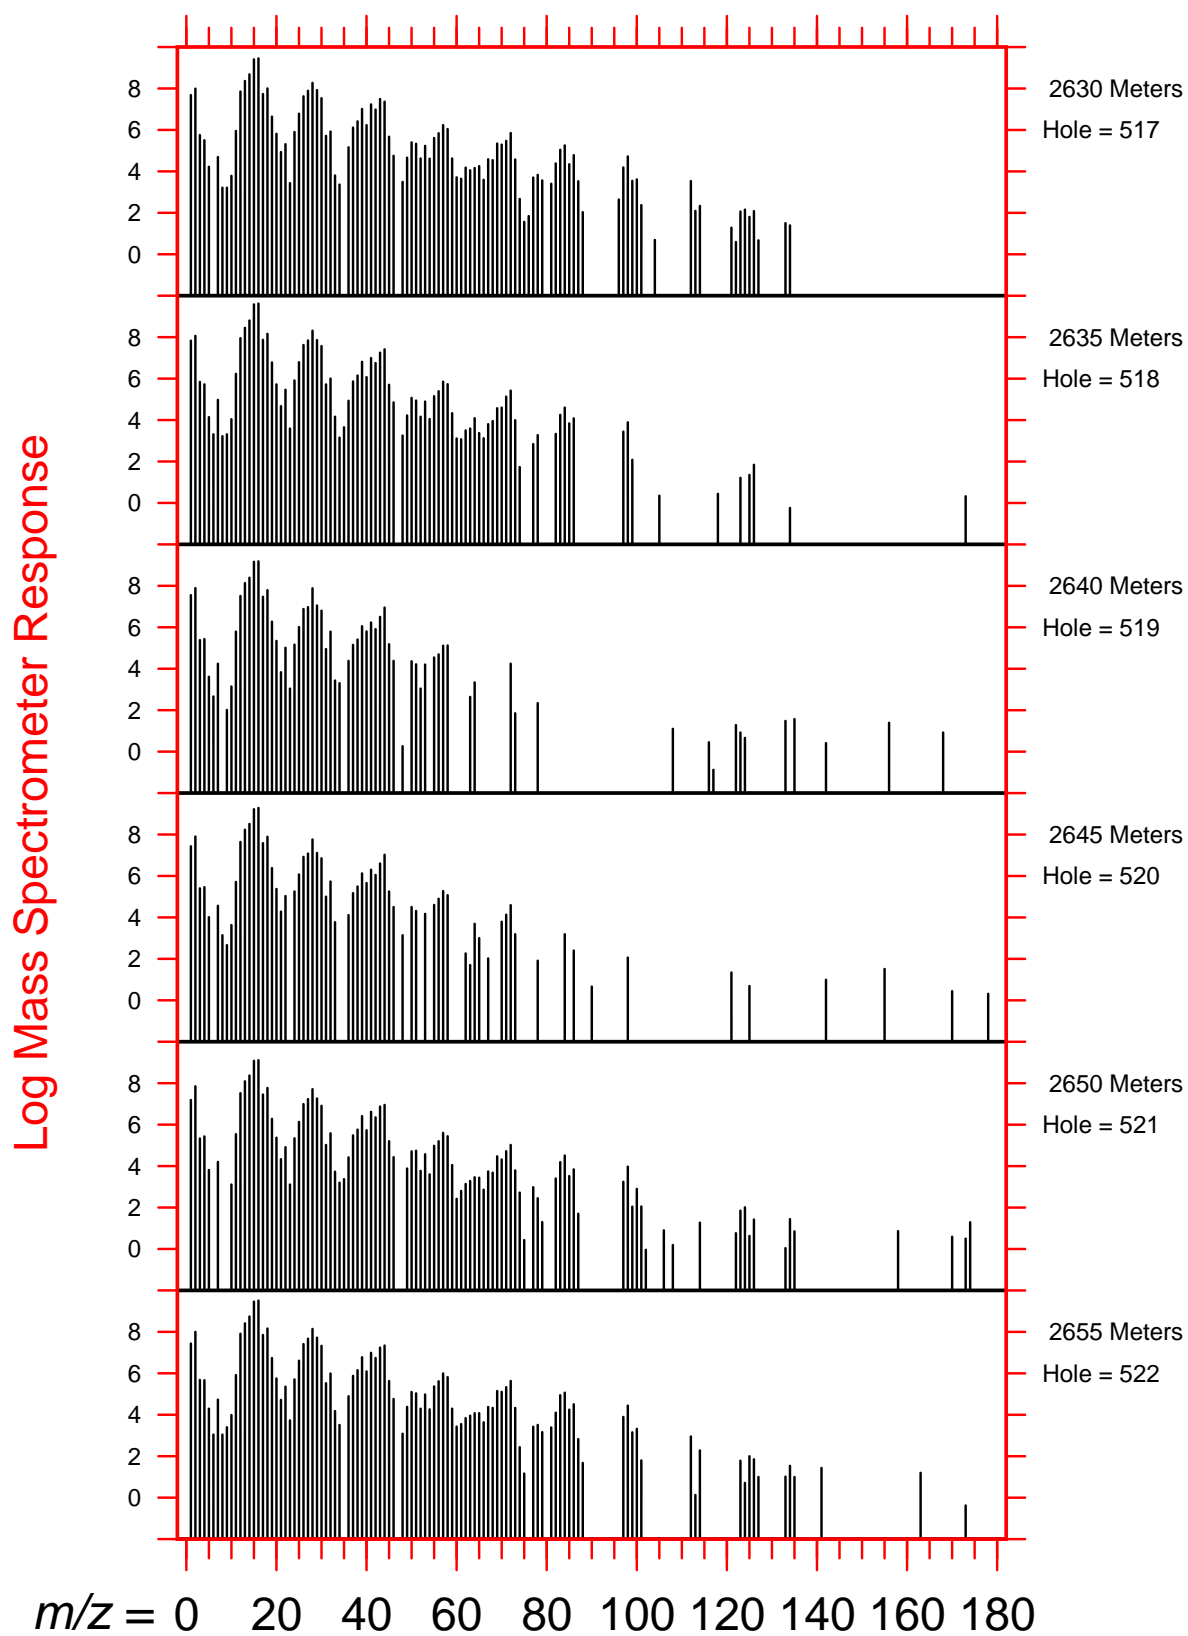 8
6
4
2
0
2630 Meters
Hole = 517
8
6
4
2
0
2635 Meters
Hole = 518
8
6
4
2
0
2640 Meters
Hole = 519
8
6
4
2
0
2645 Meters
Hole = 520
8
6
4
2
0
2650 Meters
Hole = 521
8
6
4
2
0
2655 Meters
Hole = 522
Log Mass Spectrometer Response
m/z = 0 20 40 60 80 100 120 140 160 180